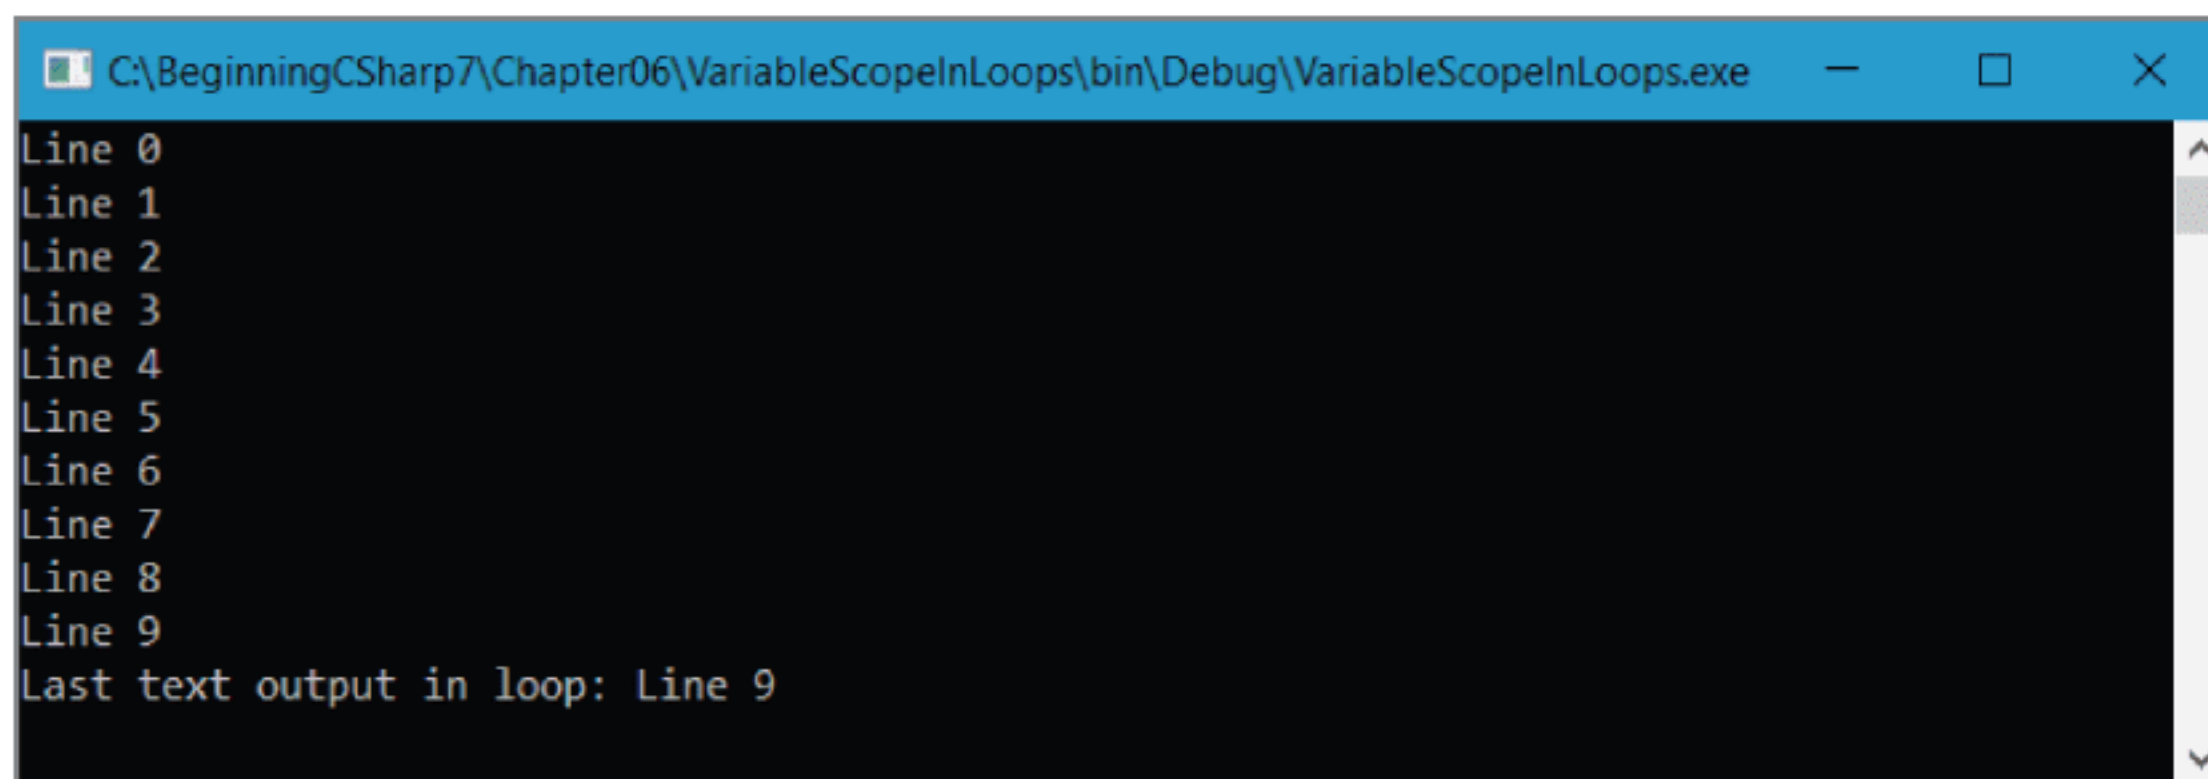 C:\BeginningCSharp7\Chapter06\VariableScopeInLoops\bin\Debug\VariableScopeInLoops.exe
Line 0
Line 1
Line 2
Line 3
Line 4
Line 5
Line 6
Line 7
Line 8
Line 9
Last text output in loop: Line 9